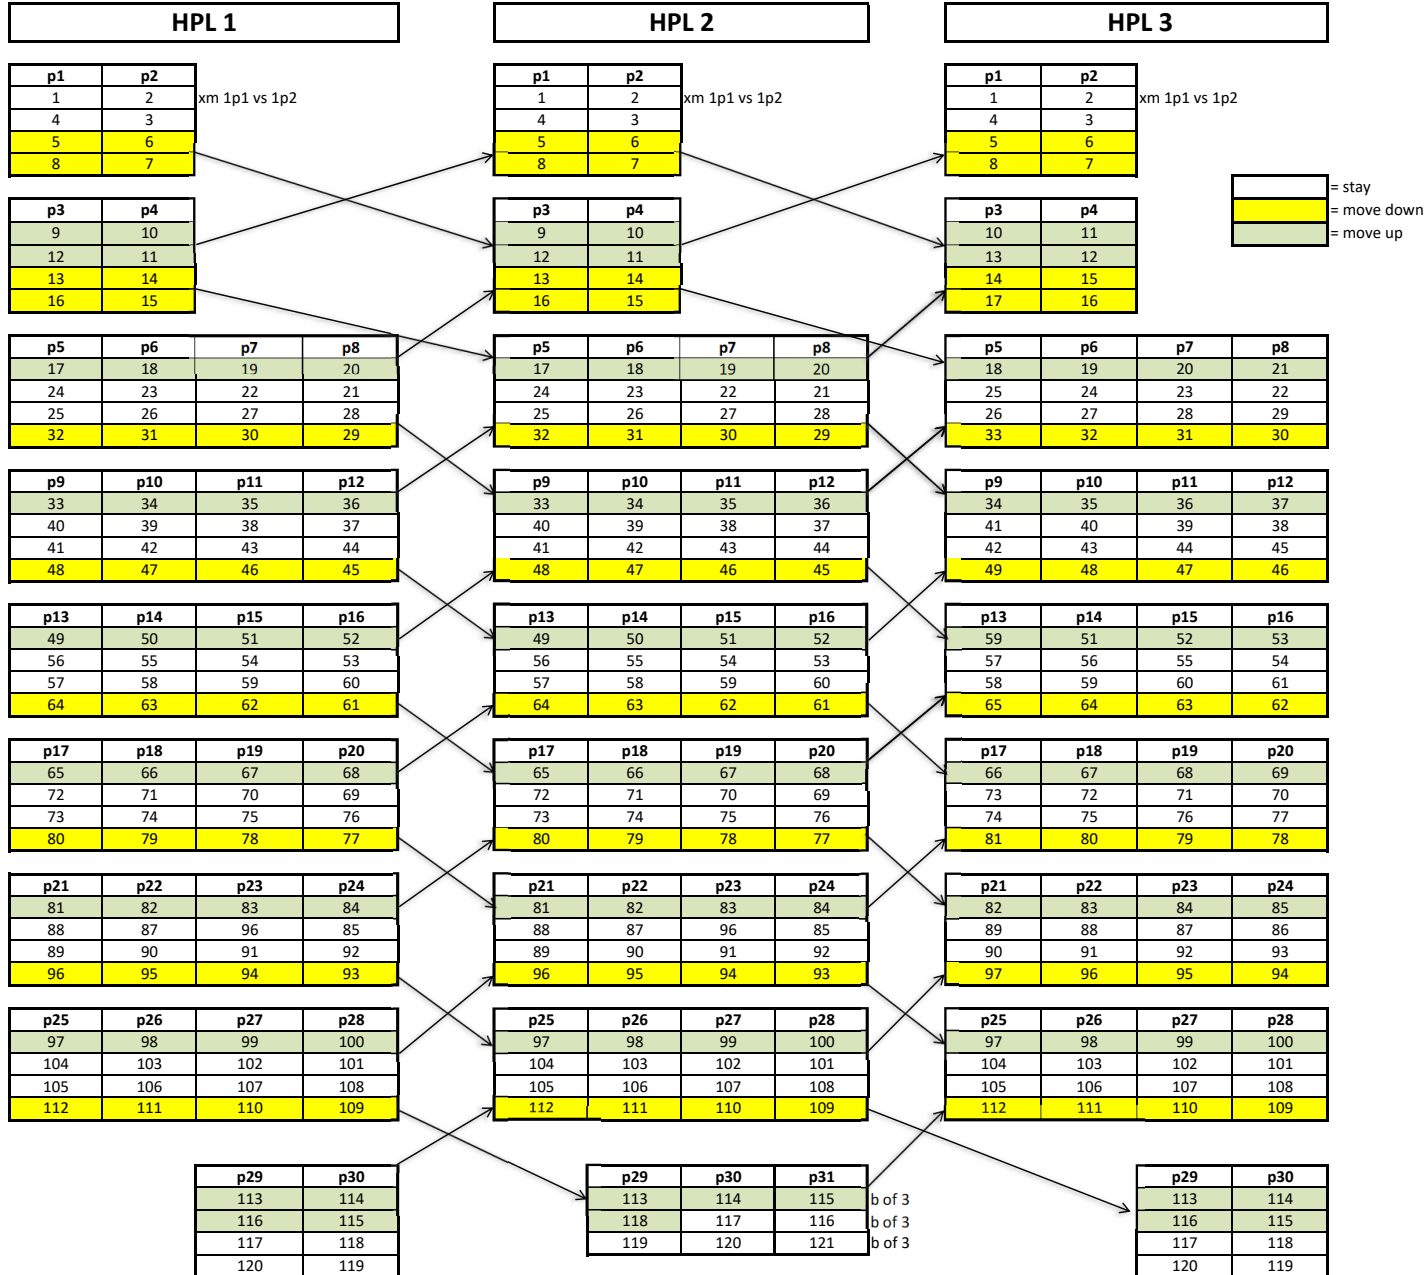 HPL 1 HPL 2 HPL 3
p1 p2 p1 p2 p1 p2
1 2 xm 1p1 vs 1p2 1 2 xm 1p1 vs 1p2 1 2 xm 1p1 vs 1p2
4 3 4 3 4 3
5 6 5 6 5 6
8 7 8 7 8 7
= stay
p3 p4 p3 p4 p3 p4 = move down
9 10 9 10 10 11 = move up
12 11 12 11 13 12
13 14 13 14 14 15
16 15 16 15 17 16
p5 p6 p7 p8 p5 p6 p7 p8 p5 p6 p7 p8
17 18 19 20 17 18 19 20 18 19 20 21
24 23 22 21 24 23 22 21 25 24 23 22
25 26 27 28 25 26 27 28 26 27 28 29
32 31 30 29 32 31 30 29 33 32 31 30
p9 p10 p11 p12 p9 p10 p11 p12 p9 p10 p11 p12
33 34 35 36 33 34 35 36 34 35 36 37
40 39 38 37 40 39 38 37 41 40 39 38
41 42 43 44 41 42 43 44 42 43 44 45
48 47 46 45 48 47 46 45 49 48 47 46
p13 p14 p15 p16 p13 p14 p15 p16 p13 p14 p15 p16
49 50 51 52 49 50 51 52 59 51 52 53
56 55 54 53 56 55 54 53 57 56 55 54
57 58 59 60 57 58 59 60 58 59 60 61
64 63 62 61 64 63 62 61 65 64 63 62
p17 p18 p19 p20 p17 p18 p19 p20 p17 p18 p19 p20
65 66 67 68 65 66 67 68 66 67 68 69
72 71 70 69 72 71 70 69 73 72 71 70
73 74 75 76 73 74 75 76 74 75 76 77
80 79 78 77 80 79 78 77 81 80 79 78
p21 p22 p23 p24 p21 p22 p23 p24 p21 p22 p23 p24
81 82 83 84 81 82 83 84 82 83 84 85
88 87 96 85 88 87 96 85 89 88 87 86
89 90 91 92 89 90 91 92 90 91 92 93
96 95 94 93 96 95 94 93 97 96 95 94
p25 p26 p27 p28 p25 p26 p27 p28 p25 p26 p27 p28
97 98 99 100 97 98 99 100 97 98 99 100
104 103 102 101 104 103 102 101 104 103 102 101
105 106 107 108 105 106 107 108 105 106 107 108
112 111 110 109 112 111 110 109 112 111 110 109
p29 p30 p29 p30 p31 p29 p30
113 114 113 114 115 b of 3 113 114
116 115 118 117 116 b of 3 116 115
117 118 119 120 121 b of 3 117 118
120 119 120 119